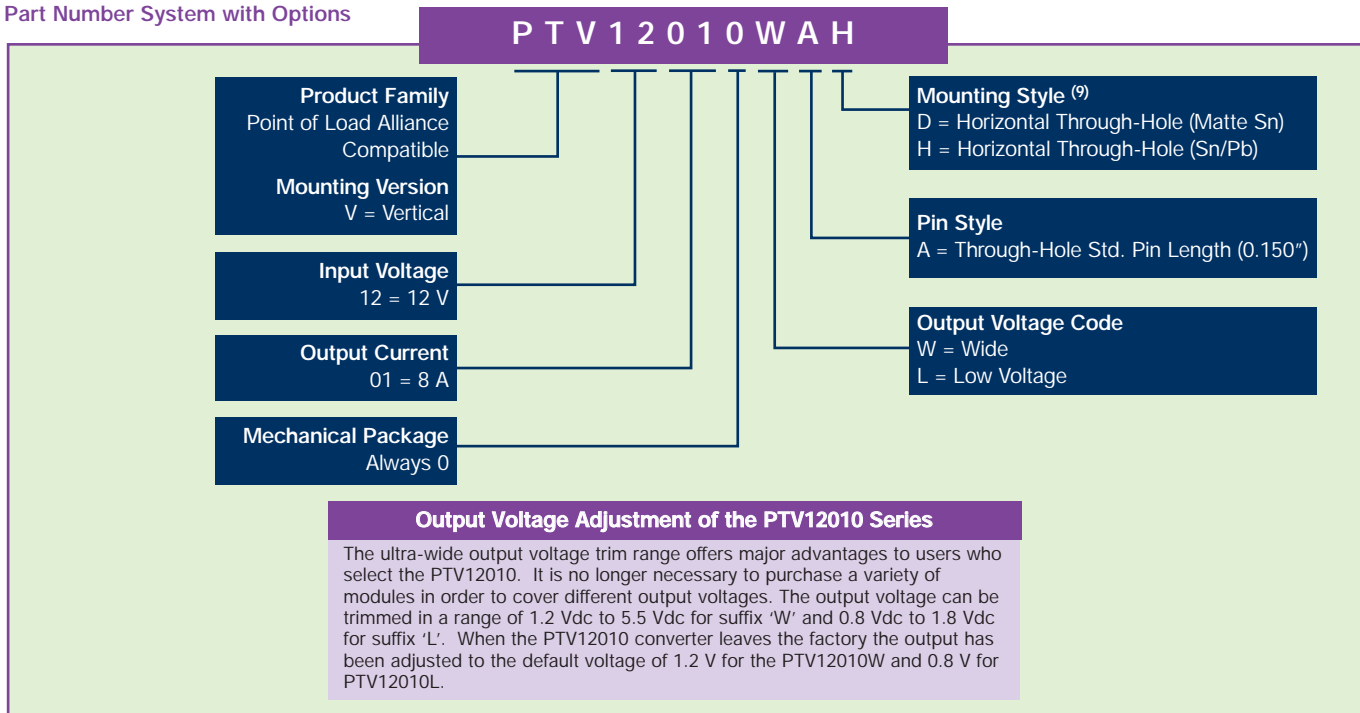 Part Number System with Options
PTV12010WAH
Product Family
Point of Load Alliance
Compatible
Mounting Version
V = Vertical
Input Voltage
12 = 12 V
Output Current
01 = 8 A
Mechanical Package
Always 0
Mounting Style (9)
D = Horizontal Through-Hole (Matte Sn)
H = Horizontal Through-Hole (Sn/Pb)
Pin Style
A = Through-Hole Std. Pin Length (0.150")
Output Voltage Code
W = Wide
L = Low Voltage
Output Voltage Adjustment of the PTV12010 Series
The ultra-wide output voltage trim range offers major advantages to users who
select the PTV12010. It is no longer necessary to purchase a variety of
modules in order to cover different output voltages. The output voltage can be
trimmed in a range of 1.2 Vdc to 5.5 Vdc for suffix ‘W’ and 0.8 Vdc to 1.8 Vdc
for suffix ‘L’. When the PTV12010 converter leaves the factory the output has
been adjusted to the default voltage of 1.2 V for the PTV12010W and 0.8 V for
PTV12010L.